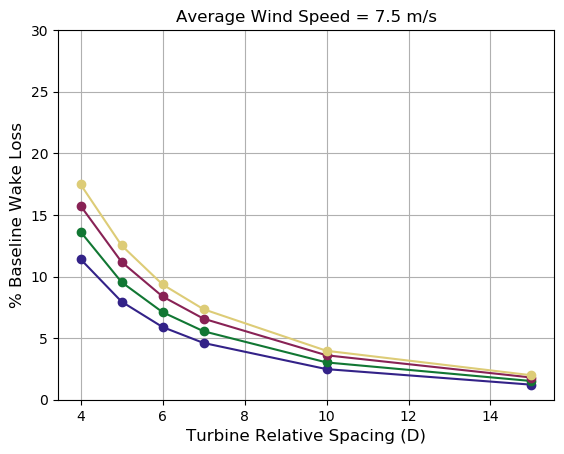 Average Wind Speed = 7.5 m/s
30
25
20
15
10
5
0
% Baseline Wake Loss
4 6 8 10 12 14
Turbine Relative Spacing (D)